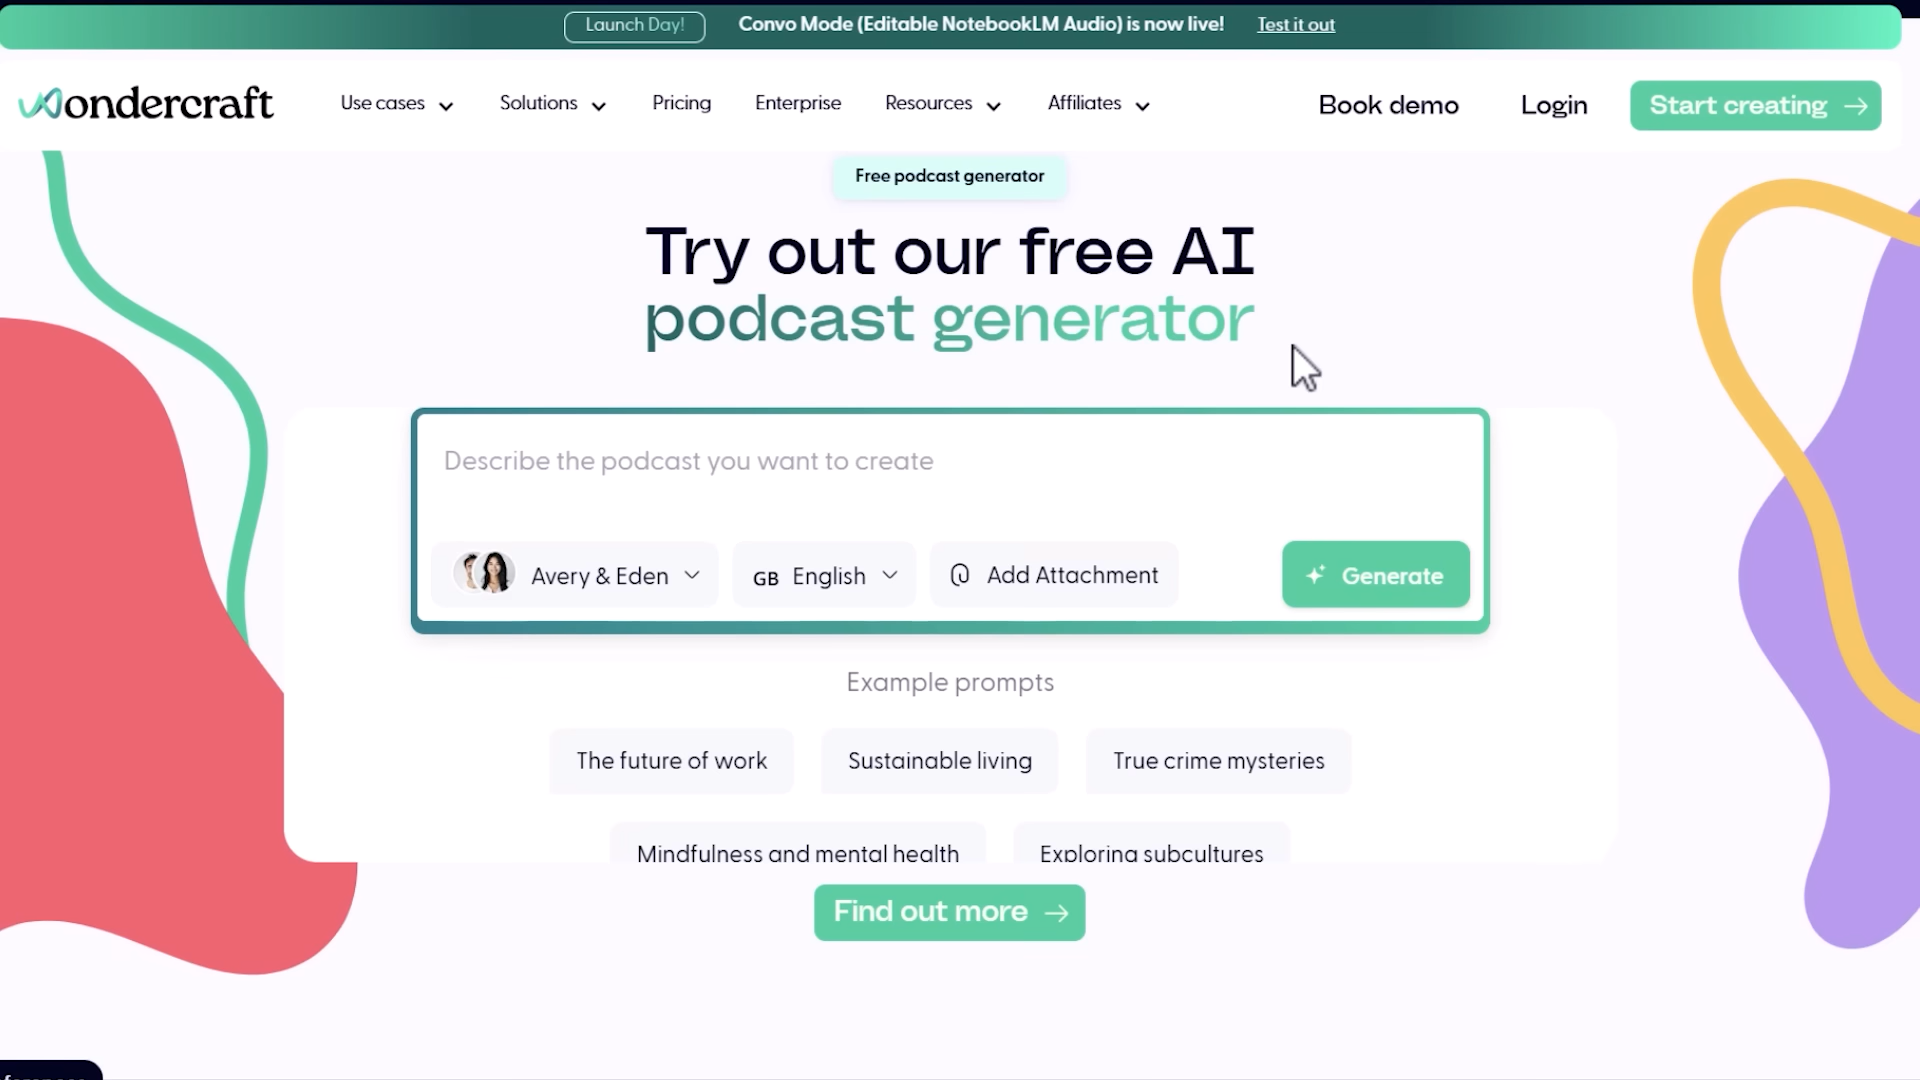 Launch Day! Convo Mode (Editable NotebookLM Audio) is now live! Test it out
wondercraft Use cases Solutions Pricing Enterprise Resources Affiliates Book demo Login Start creating →
Free podcast generator
Try out our free AI
podcast generator
Describe the podcast you want to create
Avery & Eden GB English Add Attachment Generate
Example prompts
The future of work Sustainable living True crime mysteries
Mindfulness and mental health Exploring subcultures
Find out more →